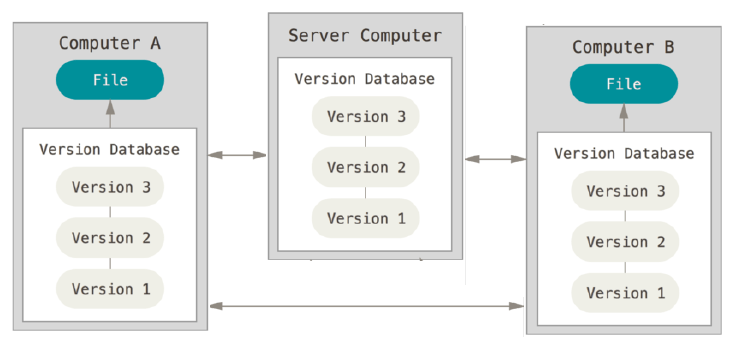 Computer A
File
Version Database
Version 3
Version 2
Version 1
Server Computer
Version Database
Version 3
Version 2
Version 1
Computer B
File
Version Database
Version 3
Version 2
Version 1